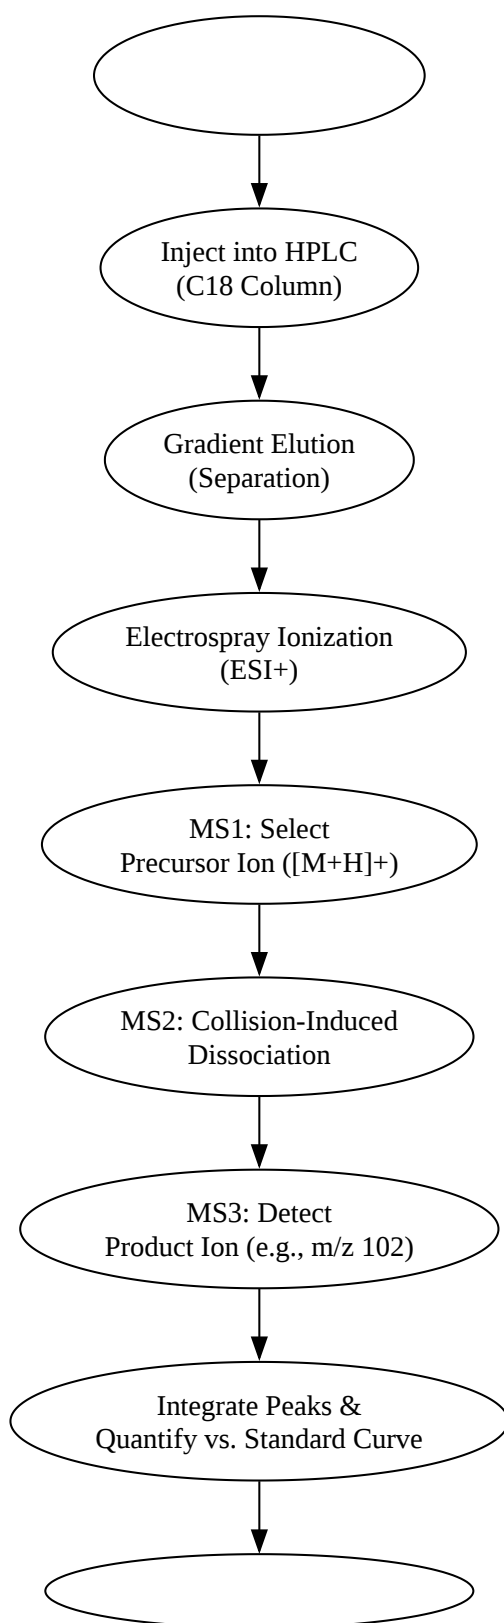 Inject into HPLC
(C18 Column)
Gradient Elution
(Separation)
Electrospray Ionization
(ESI+)
MS1: Select
Precursor Ion ([M+H]+)
MS2: Collision-Induced
Dissociation
MS3: Detect
Product Ion (e.g., m/z 102)
Integrate Peaks &
Quantify vs. Standard Curve